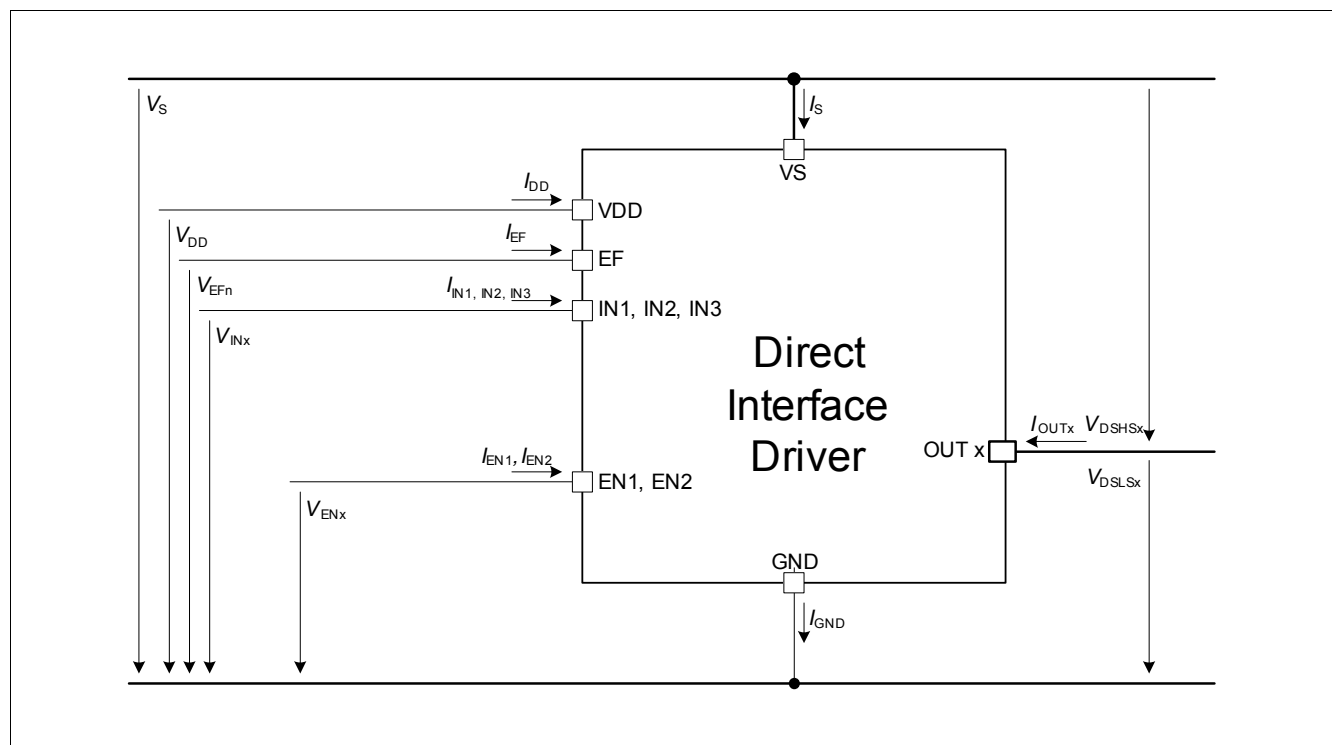 VS
IS
VS
IDD
VDD
VDD
IEF
EF
VEFn
IIN1, IN2, IN3
IN1, IN2, IN3
VINx
Direct
Interface
Driver
IOUTx
VDSHSx
OUT x
IEN1, IEN2
EN1, EN2
VDSLSx
VENx
GND
IGND